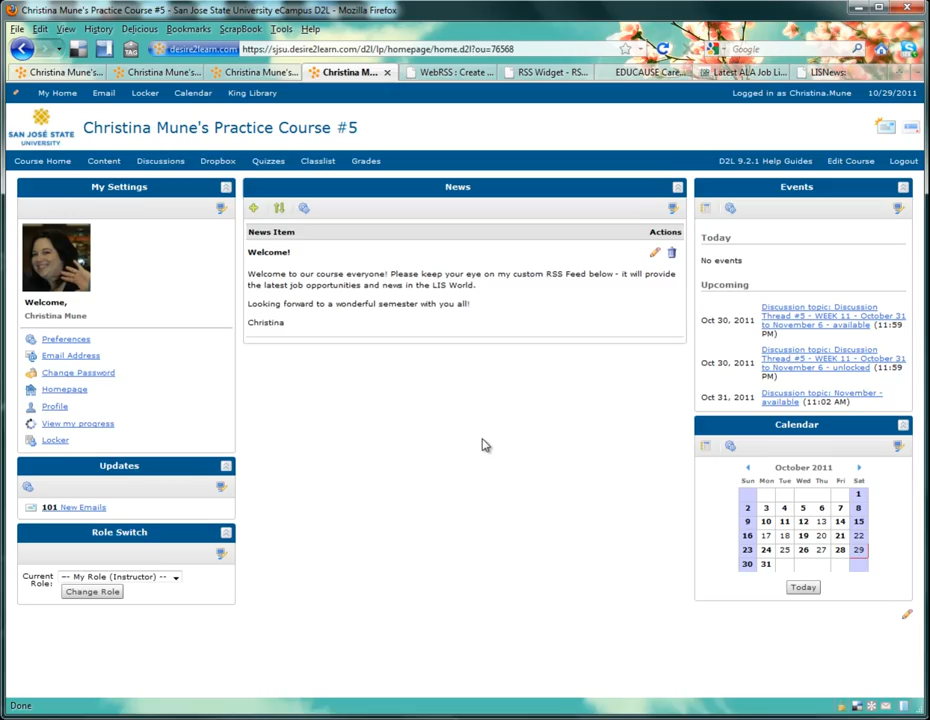 Christina Mune's Practice Course #5 - San Jose State University eCampus D2L - Mozilla Firefox
File Edit View History Delicious Bookmarks ScrapBook Tools Help
desire2learn.com https://sjsu.desire2learn.com/d2l/lp/homepage/home.d2l?ou=76568 Google
Christina Mune's... Christina Mune's... Christina Mune's... Christina M... WebRSS : Create ... RSS Widget - RS... EDUCAUSE Care... Latest ALA Job Li... LISNews:
My Home Email Locker Calendar King Library Logged in as Christina.Mune 10/29/2011
SAN JOSÉ STATE
UNIVERSITY
Christina Mune's Practice Course #5
Course Home Content Discussions Dropbox Quizzes Classlist Grades D2L 9.2.1 Help Guides Edit Course Logout
My Settings
Welcome,
Christina Mune
Preferences
Email Address
Change Password
Homepage
Profile
View my progress
Locker
Updates
101 New Emails
Role Switch
Current
Role:
-- My Role (Instructor) --
Change Role
News
News Item Actions
Welcome!
Welcome to our course everyone! Please keep your eye on my custom RSS Feed below - it will provide
the latest job opportunities and news in the LIS World.
Looking forward to a wonderful semester with you all!
Christina
Events
Today
No events
Upcoming
Oct 30, 2011 Discussion topic: Discussion
Thread #5 - WEEK 11 - October 31
to November 6 - available (11:59
PM)
Oct 30, 2011 Discussion topic: Discussion
Thread #5 - WEEK 11 - October 31
to November 6 - unlocked (11:59
PM)
Oct 31, 2011 Discussion topic: November -
available (11:02 AM)
Calendar
October 2011
Sun Mon Tue Wed Thu Fri Sat
1
2 3 4 5 6 7 8
9 10 11 12 13 14 15
16 17 18 19 20 21 22
23 24 25 26 27 28 29
30 31
Today
Done